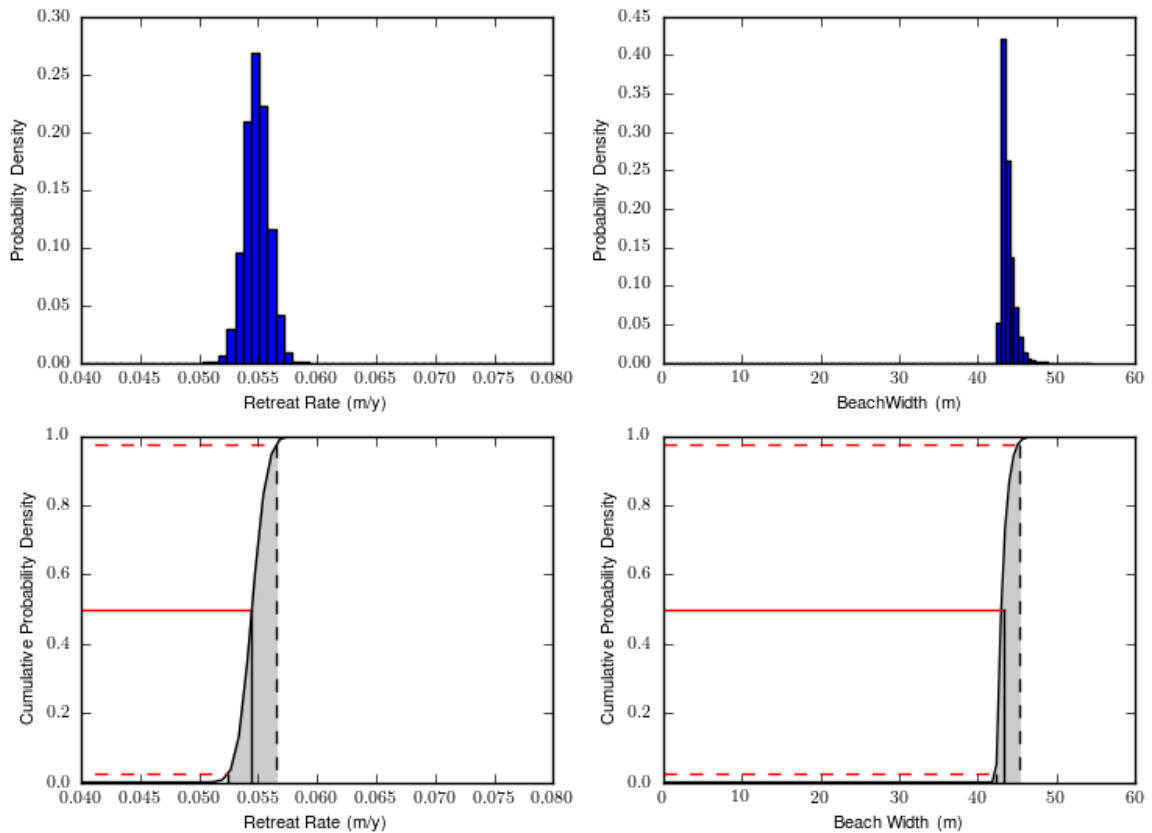 0.30
0.25
0.20
0.15
0.10
0.05
0.00
Probability Density
0.040 0.045 0.050 0.055 0.060 0.065 0.070 0.075 0.080
Retreat Rate (m/y)
0.45
0.40
0.35
0.30
0.25
0.20
0.15
0.10
0.05
0.00
Probability Density
0 10 20 30 40 50 60
BeachWidth (m)
1.0
0.8
0.6
0.4
0.2
0.0
Cumulative Probability Density
0.040 0.045 0.050 0.055 0.060 0.065 0.070 0.075 0.080
Retreat Rate (m/y)
1.0
0.8
0.6
0.4
0.2
0.0
Cumulative Probability Density
0 10 20 30 40 50 60
Beach Width (m)